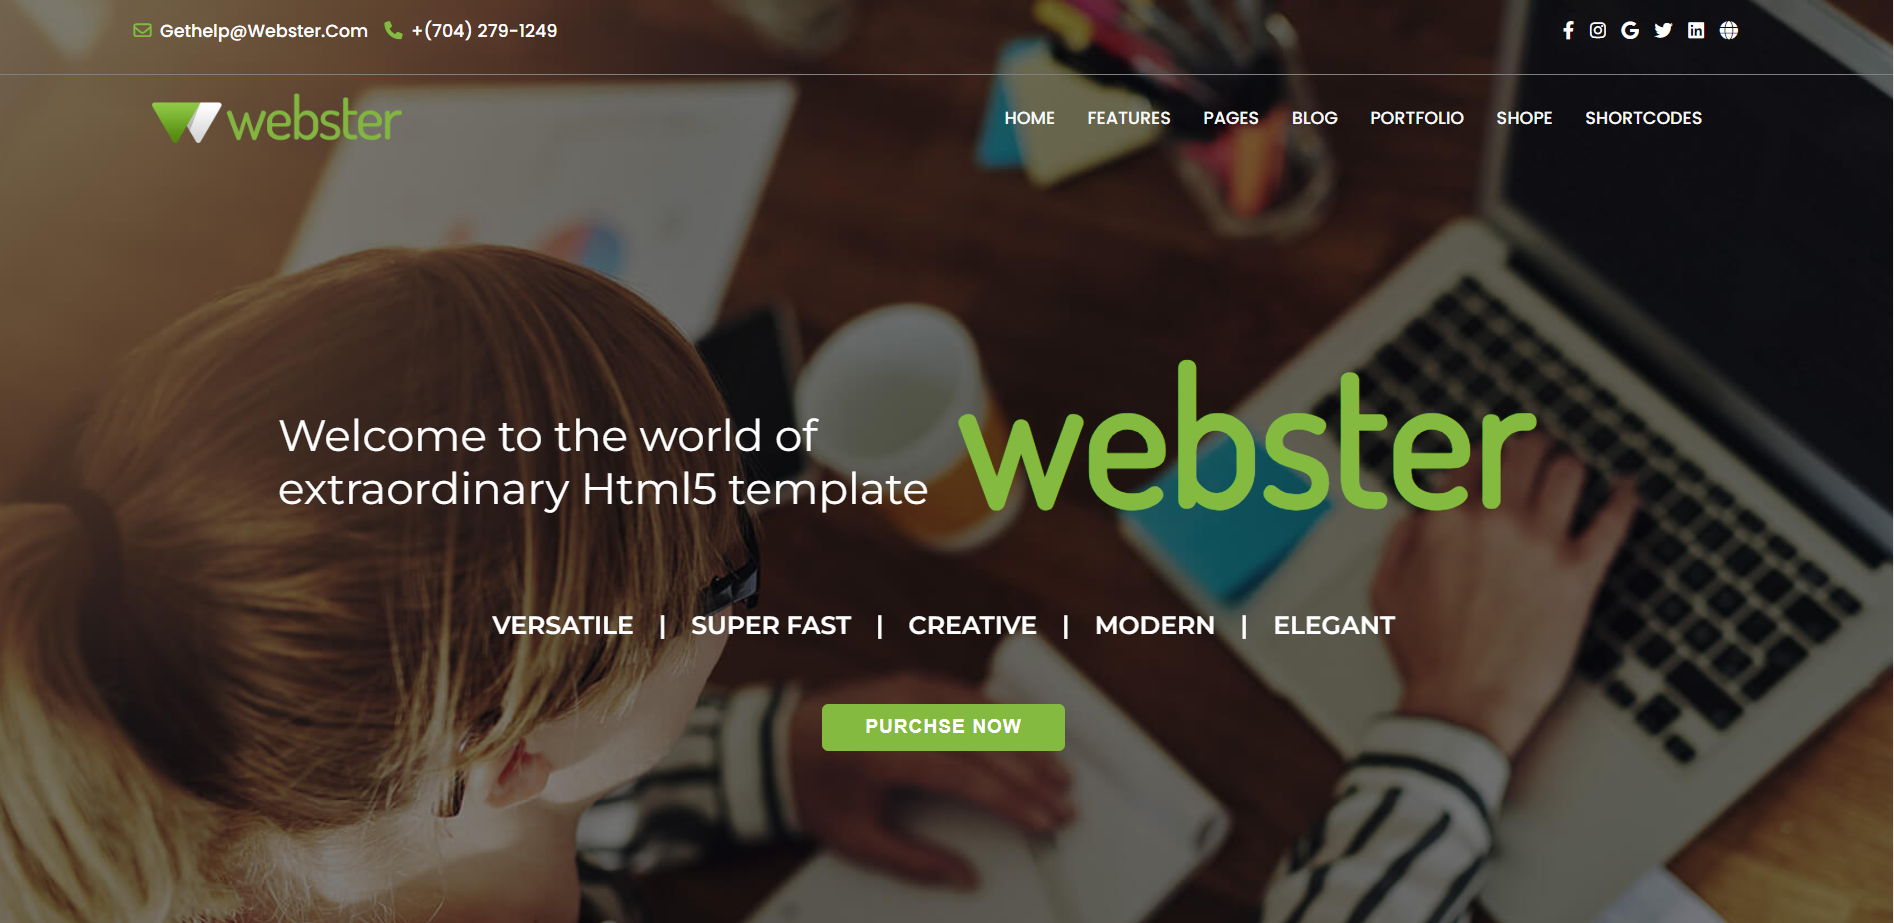 Gethelp@Webster.Com +(704) 279-1249
webster
HOME FEATURES PAGES BLOG PORTFOLIO SHOPE SHORTCODES
Welcome to the world of
extraordinary Html5 template
webster
VERSATILE | SUPER FAST | CREATIVE | MODERN | ELEGANT
PURCHSE NOW